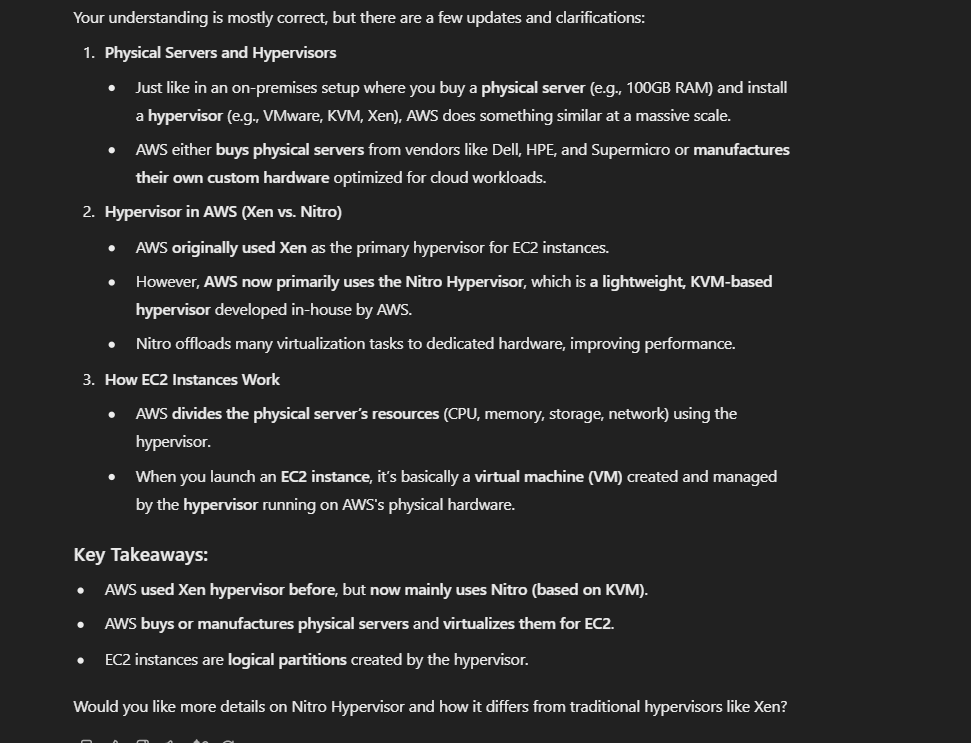 Your understanding is mostly correct, but there are a few updates and clarifications:
1. Physical Servers and Hypervisors
• Just like in an on-premises setup where you buy a physical server (e.g., 100GB RAM) and install
a hypervisor (e.g., VMware, KVM, Xen), AWS does something similar at a massive scale.
• AWS either buys physical servers from vendors like Dell, HPE, and Supermicro or manufactures
their own custom hardware optimized for cloud workloads.
2. Hypervisor in AWS (Xen vs. Nitro)
• AWS originally used Xen as the primary hypervisor for EC2 instances.
• However, AWS now primarily uses the Nitro Hypervisor, which is a lightweight, KVM-based
hypervisor developed in-house by AWS.
• Nitro offloads many virtualization tasks to dedicated hardware, improving performance.
3. How EC2 Instances Work
• AWS divides the physical server's resources (CPU, memory, storage, network) using the
hypervisor.
• When you launch an EC2 instance, it's basically a virtual machine (VM) created and managed
by the hypervisor running on AWS's physical hardware.
Key Takeaways:
• AWS used Xen hypervisor before, but now mainly uses Nitro (based on KVM).
• AWS buys or manufactures physical servers and virtualizes them for EC2.
• EC2 instances are logical partitions created by the hypervisor.
Would you like more details on Nitro Hypervisor and how it differs from traditional hypervisors like Xen?